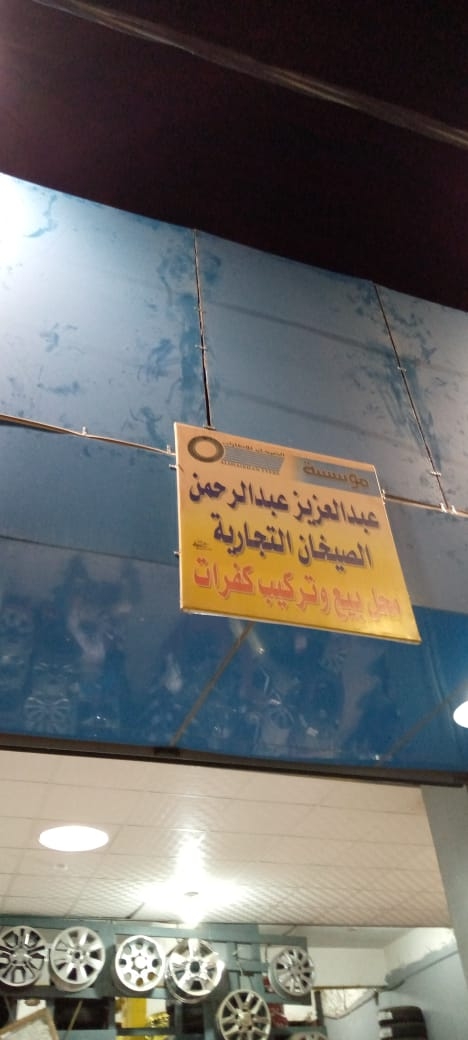 مؤسسة
عبدالعزيز عبدالرحمن
الصيخان التجارية
محل بيع وتركيب كفرات